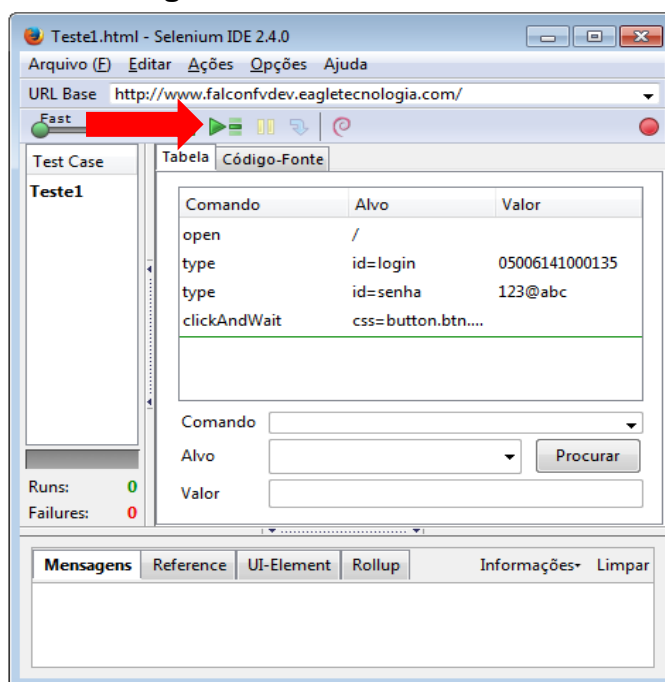 Teste1.html - Selenium IDE 2.4.0
Arquivo (F) Editar Ações Opções Ajuda
URL Base http://www.falconfvdev.eagletecnologia.com/
Fast
Test Case
Tabela Código-Fonte
Teste1
Comando Alvo Valor
open /
type id=login 05006141000135
type id=senha 123@abc
clickAndWait css=button.btn....
Comando
Alvo Procurar
Valor
Runs: 0
Failures: 0
Mensagens Reference UI-Element Rollup Informações Limpar